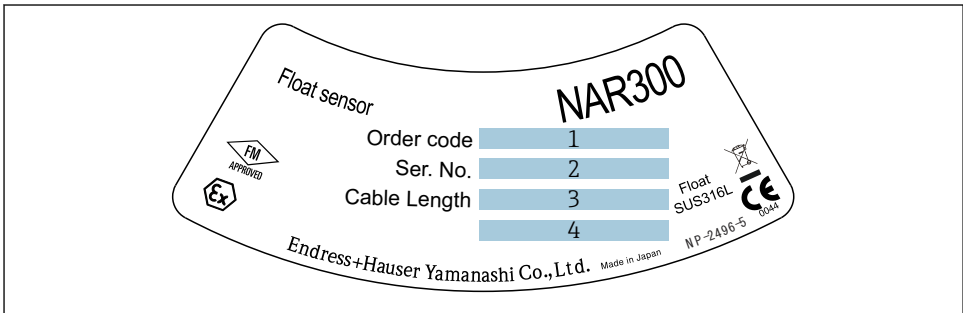 Float sensor
NAR300
Order code 1
Ser. No. 2
Cable Length 3
4
FM
APPROVED
Ex
Float
SUS316L
CE
0044
NP-2496-5
Endress+Hauser Yamanashi Co.,Ltd.
Made in Japan